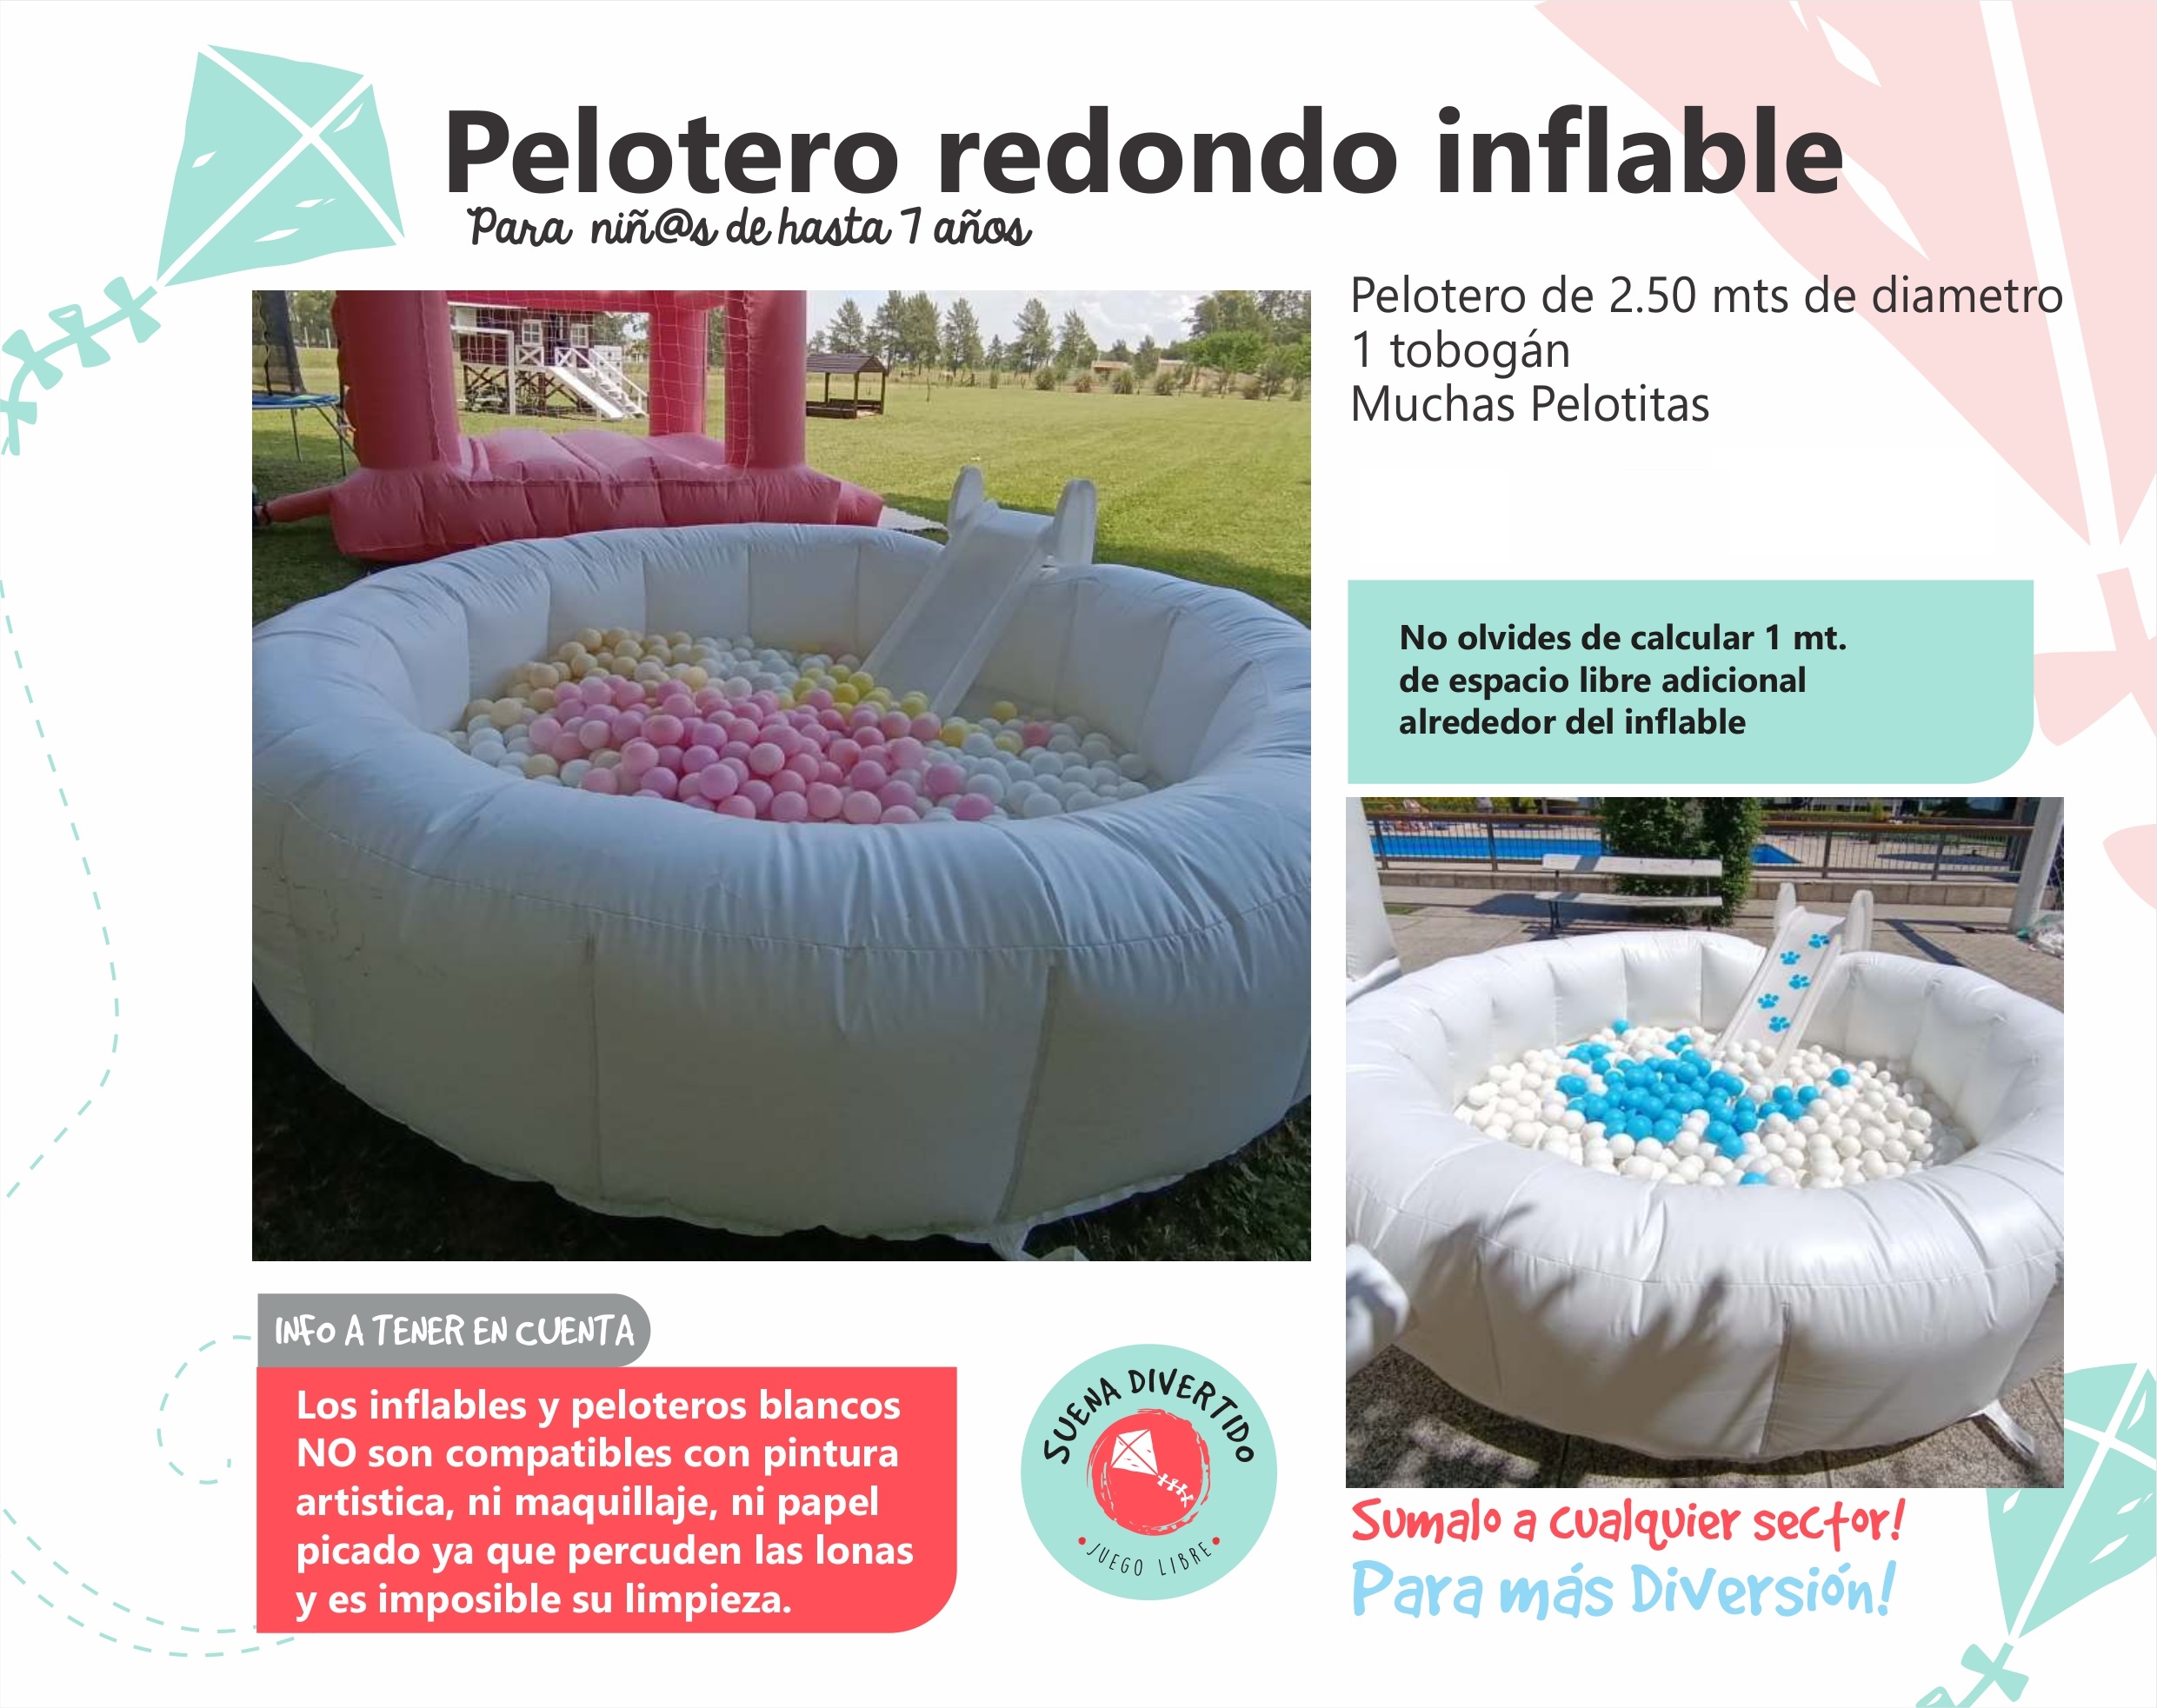 Pelotero redondo inflable
Para niñ@s de hasta 7 años
Pelotero de 2.50 mts de diametro
1 tobogán
Muchas Pelotitas
No olvides de calcular 1 mt.
de espacio libre adicional
alrededor del inflable
INFO A TENER EN CUENTA
Los inflables y peloteros blancos
NO son compatibles con pintura
artistica, ni maquillaje, ni papel
picado ya que percuden las lonas
y es imposible su limpieza.
SUENA DIVERTIDO
• JUEGO LIBRE •
Sumalo a cualquier sector!
Para más Diversión!